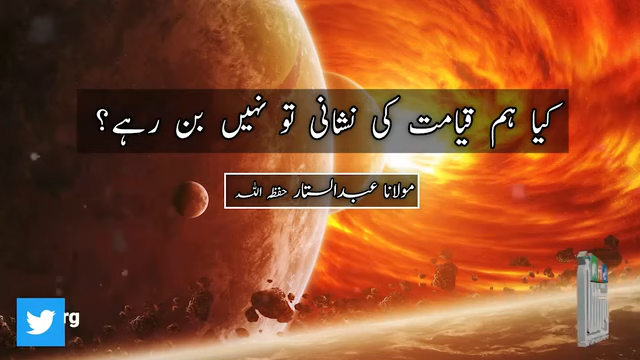 کیا ہم قیامت کی نشانی تو نہیں بن رہے؟
مولانا عبدالستار حفظہ اللہ
rg